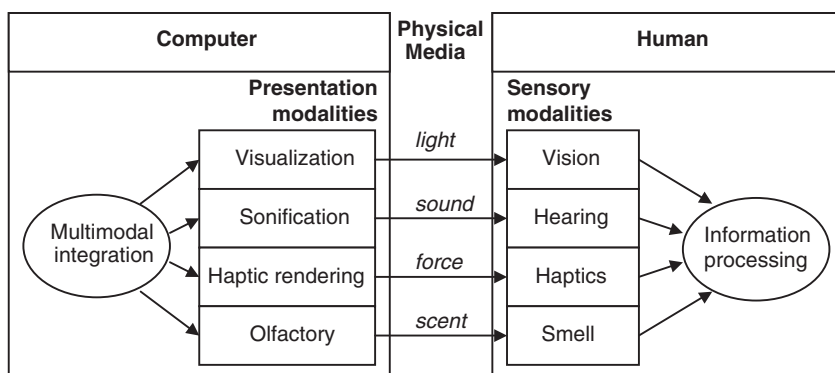 Computer
Physical
Media
Human
Presentation
modalities
Sensory
modalities
Visualization
light
Vision
Sonification
sound
Hearing
Multimodal
integration
Information
processing
Haptic rendering
force
Haptics
Olfactory
scent
Smell